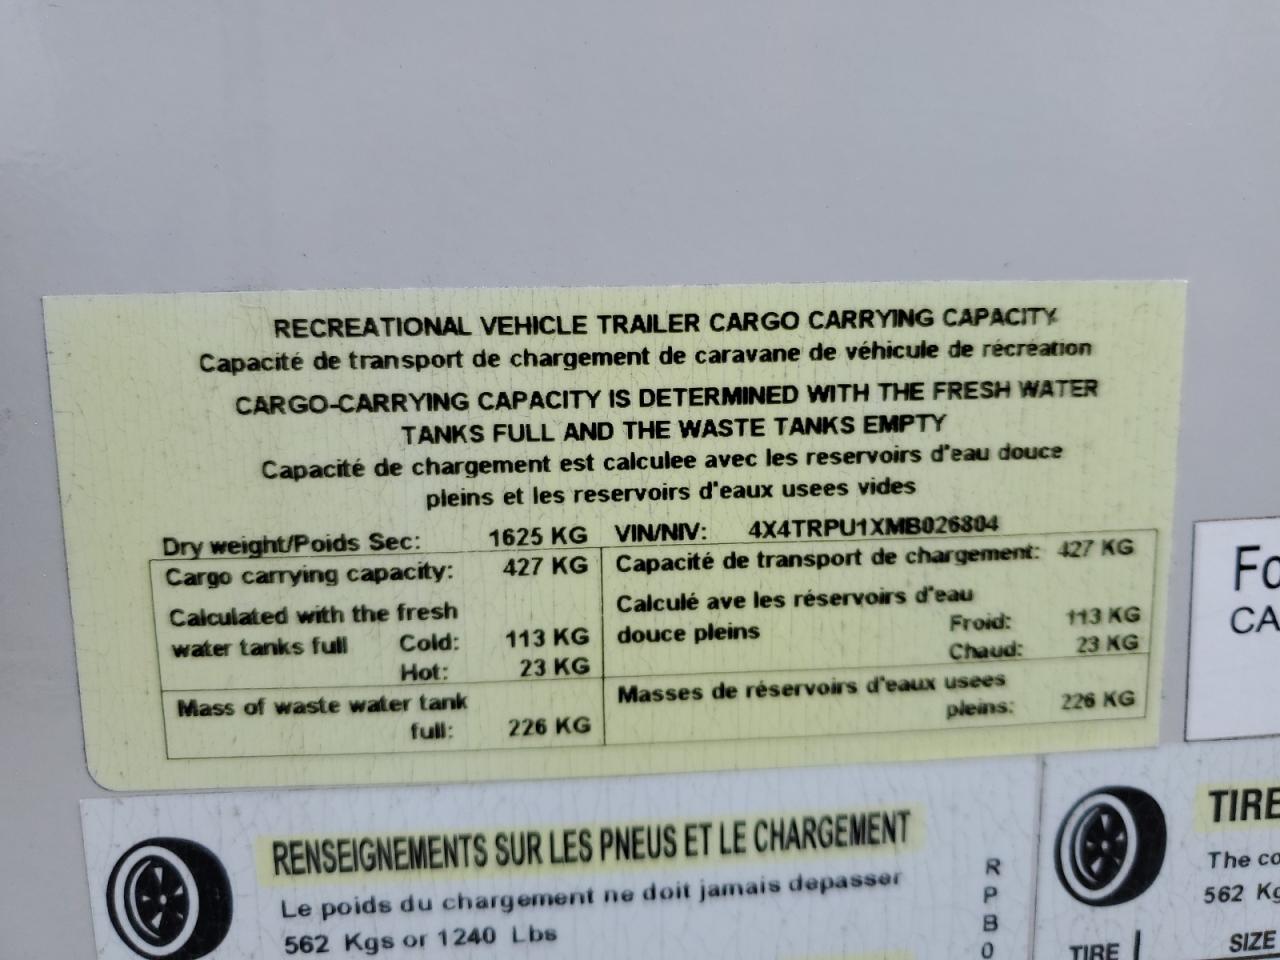 RECREATIONAL VEHICLE TRAILER CARGO CARRYING CAPACITY
Capacité de transport de chargement de caravane de véhicule de récréation
CARGO-CARRYING CAPACITY IS DETERMINED WITH THE FRESH WATER
TANKS FULL AND THE WASTE TANKS EMPTY
Capacité de chargement est calculee avec les reservoirs d'eau douce
pleins et les reservoirs d'eaux usees vides
Dry weight/Poids Sec: 1625 KG VIN/NIV: 4X4TRPU1XMB026804
Cargo carrying capacity: 427 KG Capacité de transport de chargement: 427 KG
Calculated with the fresh Calculé ave les réservoirs d'eau
water tanks full Cold: 113 KG douce pleins Froid: 113 KG
Hot: 23 KG Chaud: 23 KG
Mass of waste water tank Masses de réservoirs d'eaux usees
full: 226 KG pleins: 226 KG
Fo
CA
RENSEIGNEMENTS SUR LES PNEUS ET LE CHARGEMENT
Le poids du chargement ne doit jamais depasser
562 Kgs or 1240 Lbs
R
P
B
0
TIRE
The co
562 Kg
TIRE SIZE